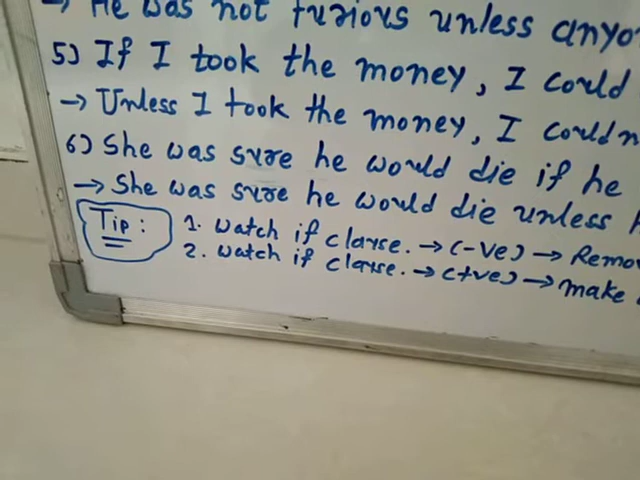 → He was not furious unless anyo
5) If I took the money, I could
→ Unless I took the money, I couldn
6) She was sure he would die if he
→ She was sure he would die unless
Tip: 1. Watch if clause. → (-ve) → Remov
2. Watch if clause. → (+ve) → make